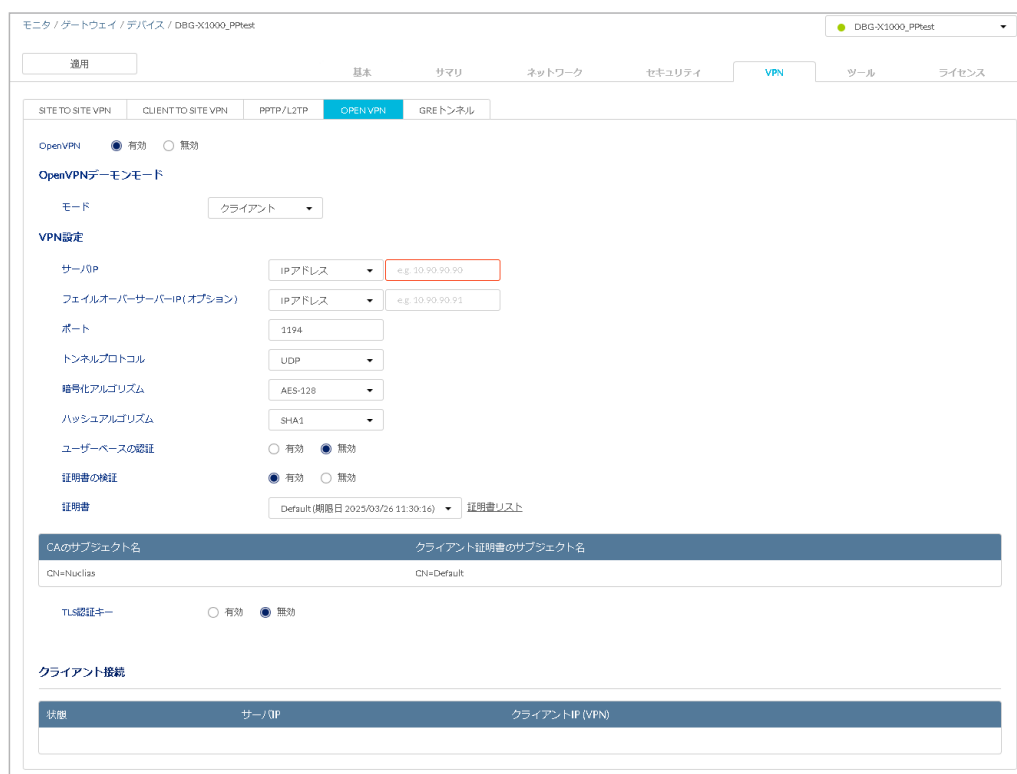 モニタ / ゲートウェイ / デバイス / DBG-X1000_PPtest
DBG-X1000_PPtest
適用
基本 サマリ ネットワーク セキュリティ VPN ツール ライセンス
SITE TO SITE VPN CLIENT TO SITE VPN PPTP/L2TP OPEN VPN GREトンネル
OpenVPN 有効 無効
OpenVPNデーモンモード
モード クライアント
VPN設定
サーバIP IPアドレス e.g. 10.90.90.90
フェイルオーバーサーバーIP(オプション) IPアドレス e.g. 10.90.90.91
ポート 1194
トンネルプロトコル UDP
暗号化アルゴリズム AES-128
ハッシュアルゴリズム SHA1
ユーザーベースの認証 有効 無効
証明書の検証 有効 無効
証明書 Default (期限日 2025/03/26 11:30:16) 証明書リスト
CAのサブジェクト名 クライアント証明書のサブジェクト名
CN=Nuclias CN=Default
TLS認証キー 有効 無効
クライアント接続
状態 サーバIP クライアントIP (VPN)